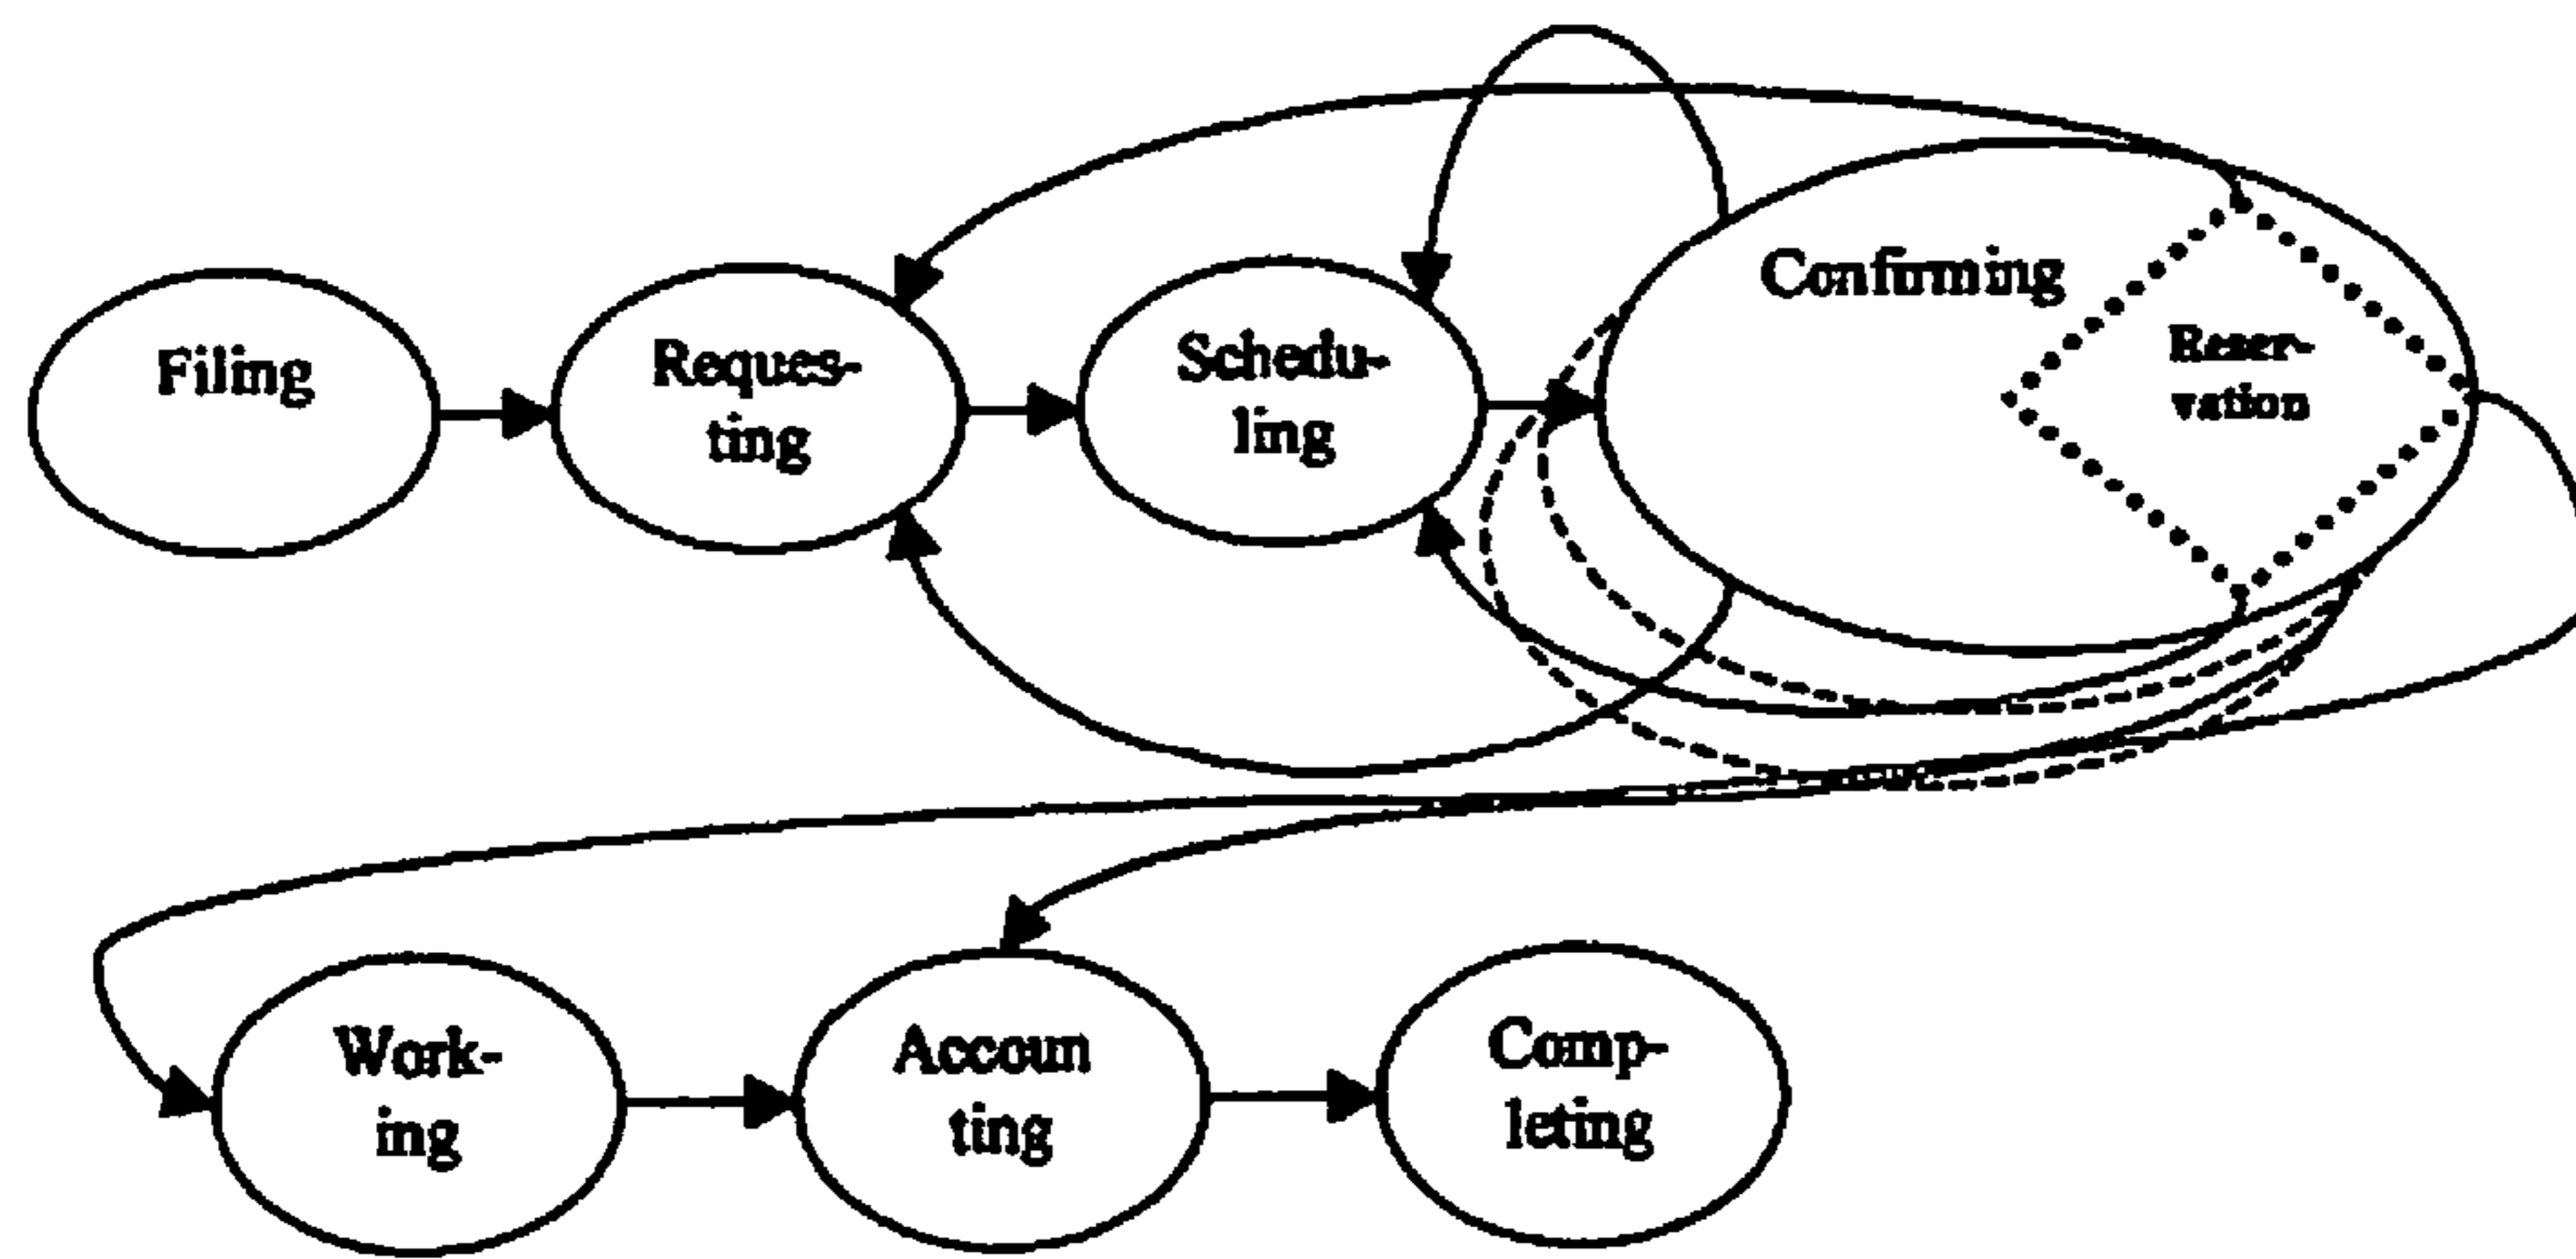 Filing
Reques-
ting
Schedu-
ling
Confirming
Reser-
vation
Work-
ing
Accoun
ting
Comp-
leting